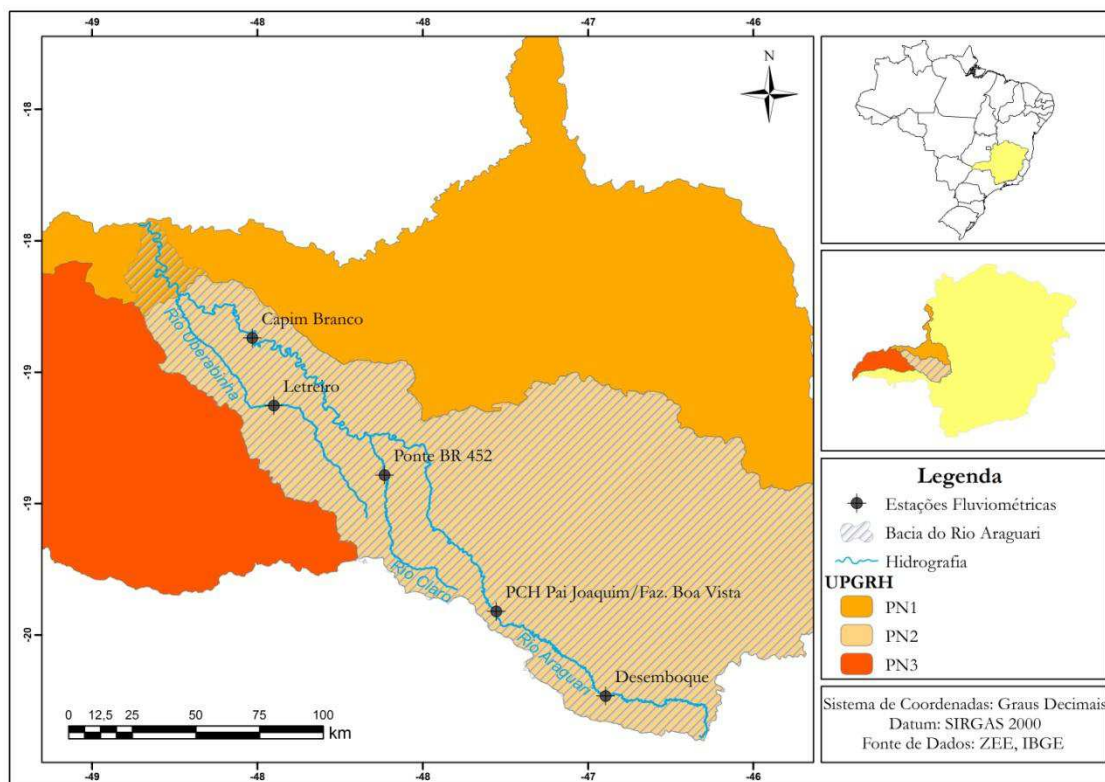 -49
-48
-48
-47
-47
-46
N
-18
-18
-19
-19
-20
Capim Branco
Rio Uberabinha
Letreiro
Ponte BR 452
Rio Claro
PCH Pai Joaquim/Faz. Boa Vista
Rio Araguari
Desemboque
0 12,5 25 50 75 100
km
-49
-48
-48
-47
-47
-46
Legenda
Estações Fluviométricas
Bacia do Rio Araguari
Hidrografia
UPGRH
PN1
PN2
PN3
Sistema de Coordenadas: Graus Decimais
Datum: SIRGAS 2000
Fonte de Dados: ZEE, IBGE